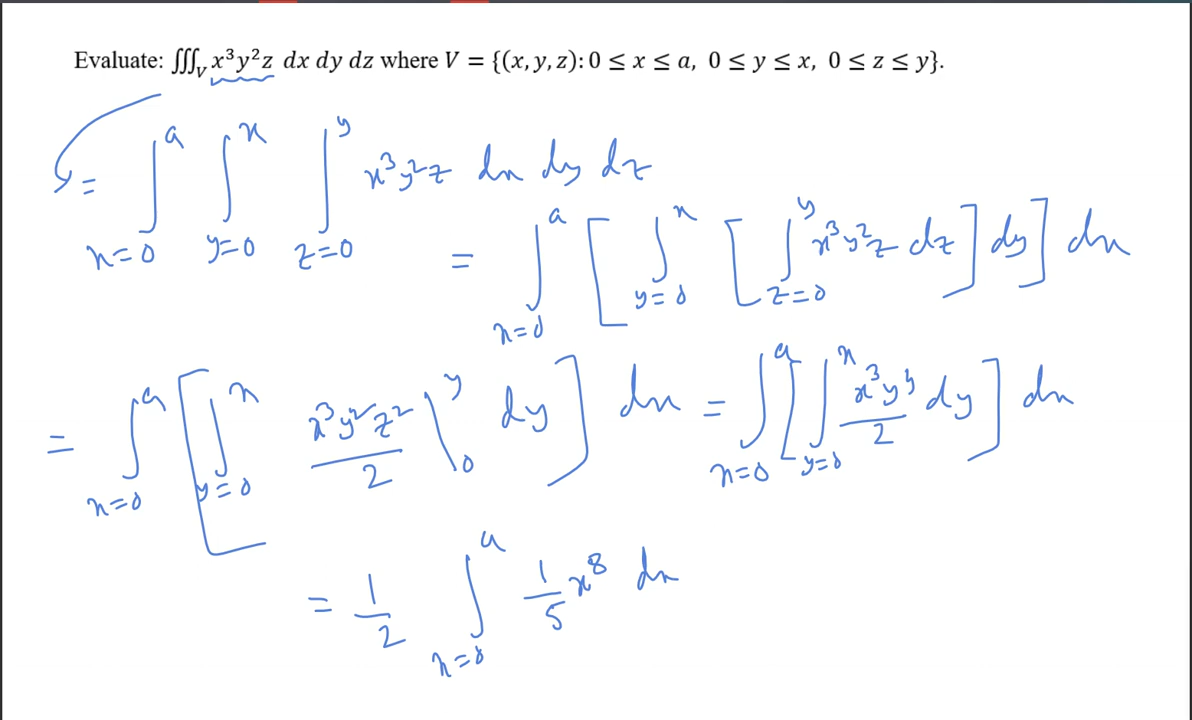 Evaluate: ∭_V x³y²z dx dy dz where V = {(x, y, z): 0 ≤ x ≤ a, 0 ≤ y ≤ x, 0 ≤ z ≤ y}.
= ∫_{x=0}^{a} ∫_{y=0}^{x} ∫_{z=0}^{y} x³y²z dx dy dz
= ∫_{x=0}^{a} [ ∫_{y=0}^{x} [ ∫_{z=0}^{y} x³y²z dz ] dy ] dx
= ∫_{x=0}^{a} [ ∫_{y=0}^{x} x³y²z²/2 |_0^y dy ] dx = ∫_{x=0}^{a} [ ∫_{y=0}^{x} x³y⁴/2 dy ] dx
= 1/2 ∫_{x=0}^{a} 1/5 x⁸ dx